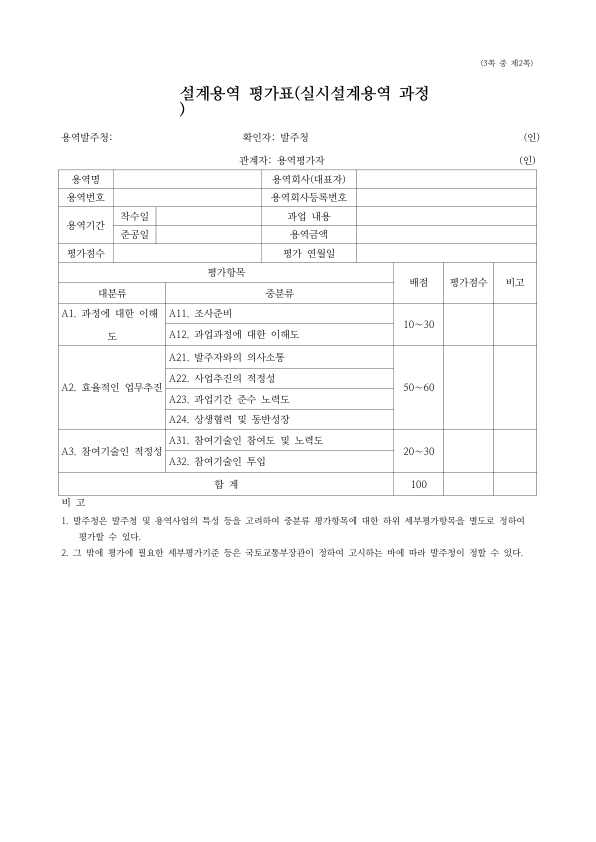 (3쪽 중 제2쪽)
설계용역 평가표(실시설계용역 과정
)
용역발주청: 확인자: 발주청 (인)
관계자: 용역평가자 (인)
용역명 용역회사(대표자)
용역번호 용역회사등록번호
용역기간 착수일 과업 내용
준공일 용역금액
평가점수 평가 연월일
평가항목 배점 평가점수 비고
대분류 중분류
A1. 과정에 대한 이해
도
A11. 조사준비
A12. 과업과정에 대한 이해도
10~30
A2. 효율적인 업무추진
A21. 발주자와의 의사소통
A22. 사업추진의 적정성
A23. 과업기간 준수 노력도
A24. 상생협력 및 동반성장
50~60
A3. 참여기술인 적정성
A31. 참여기술인 참여도 및 노력도
A32. 참여기술인 투입
20~30
합 계 100
비 고
1. 발주청은 발주청 및 용역사업의 특성 등을 고려하여 중분류 평가항목에 대한 하위 세부평가항목을 별도로 정하여
평가할 수 있다.
2. 그 밖에 평가에 필요한 세부평가기준 등은 국토교통부장관이 정하여 고시하는 바에 따라 발주청이 정할 수 있다.